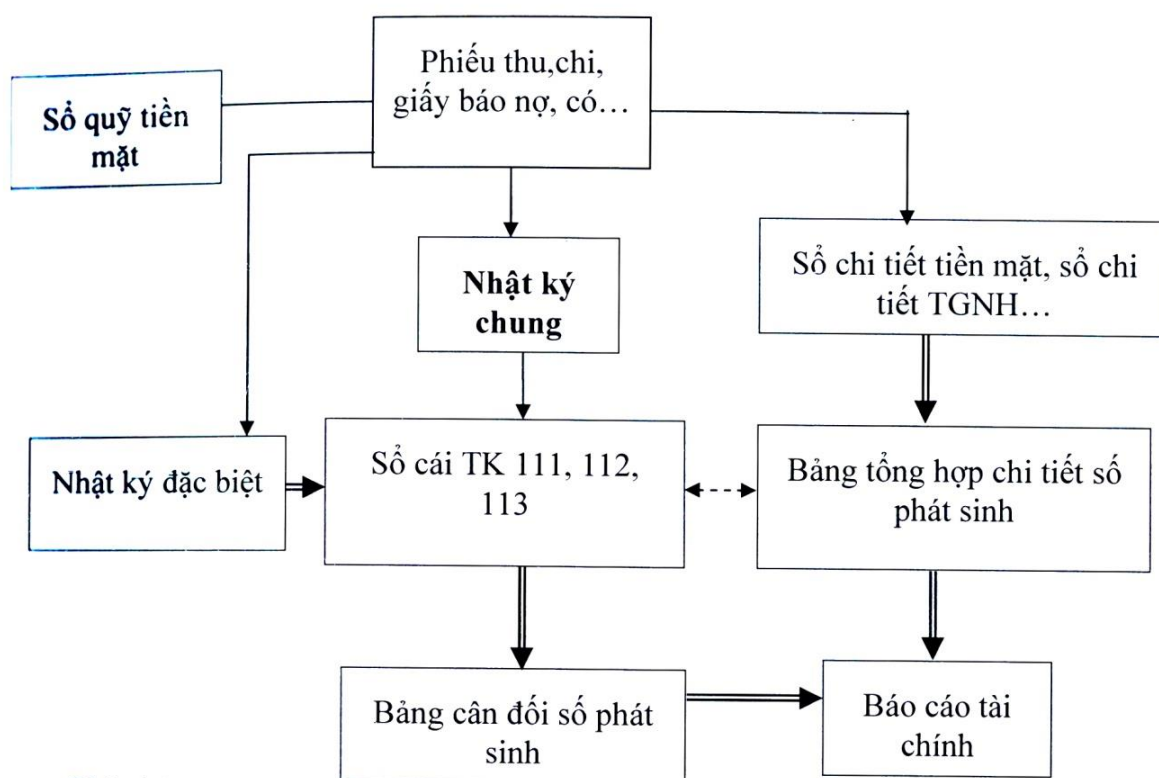 Phiếu thu,chi,
giấy báo nợ, có…
Sổ quỹ tiền
mặt
Nhật ký
chung
Sổ chi tiết tiền mặt, sổ chi
tiết TGNH…
Nhật ký đặc biệt
Sổ cái TK 111, 112,
113
Bảng tổng hợp chi tiết số
phát sinh
Bảng cân đối số phát
sinh
Báo cáo tài
chính